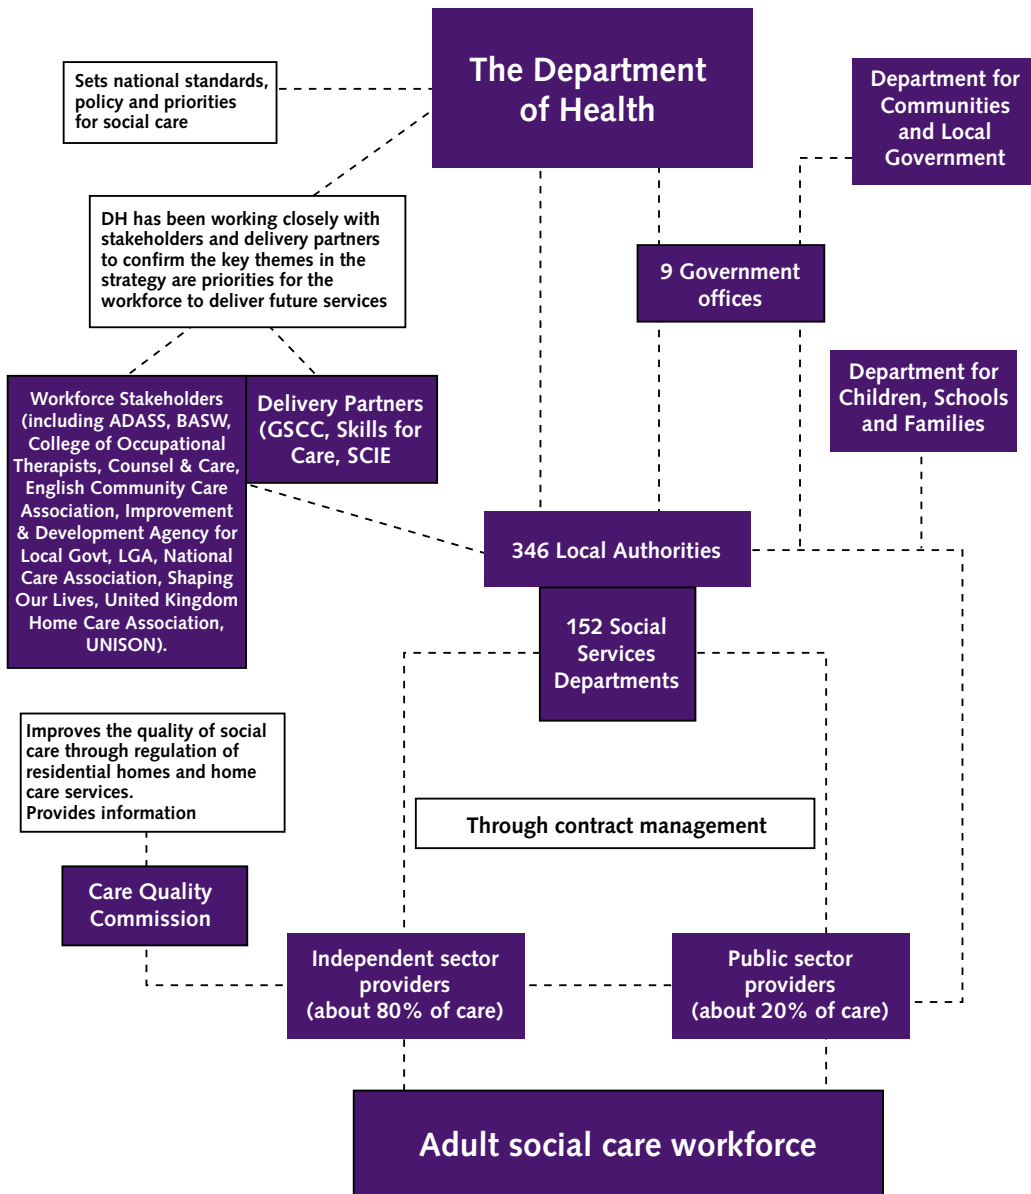 The Department
of Health
Sets national standards,
policy and priorities
for social care
Department for
Communities
and Local
Government
DH has been working closely with
stakeholders and delivery partners
to confirm the key themes in the
strategy are priorities for the
workforce to deliver future services
9 Government
offices
Workforce Stakeholders
(including ADASS, BASW,
College of Occupational
Therapists, Counsel & Care,
English Community Care
Association, Improvement
& Development Agency for
Local Govt, LGA, National
Care Association, Shaping
Our Lives, United Kingdom
Home Care Association,
UNISON).
Delivery Partners
(GSCC, Skills for
Care, SCIE
Department for
Children, Schools
and Families
346 Local Authorities
152 Social
Services
Departments
Improves the quality of social
care through regulation of
residential homes and home
care services.
Provides information
Through contract management
Care Quality
Commission
Independent sector
providers
(about 80% of care)
Public sector
providers
(about 20% of care)
Adult social care workforce